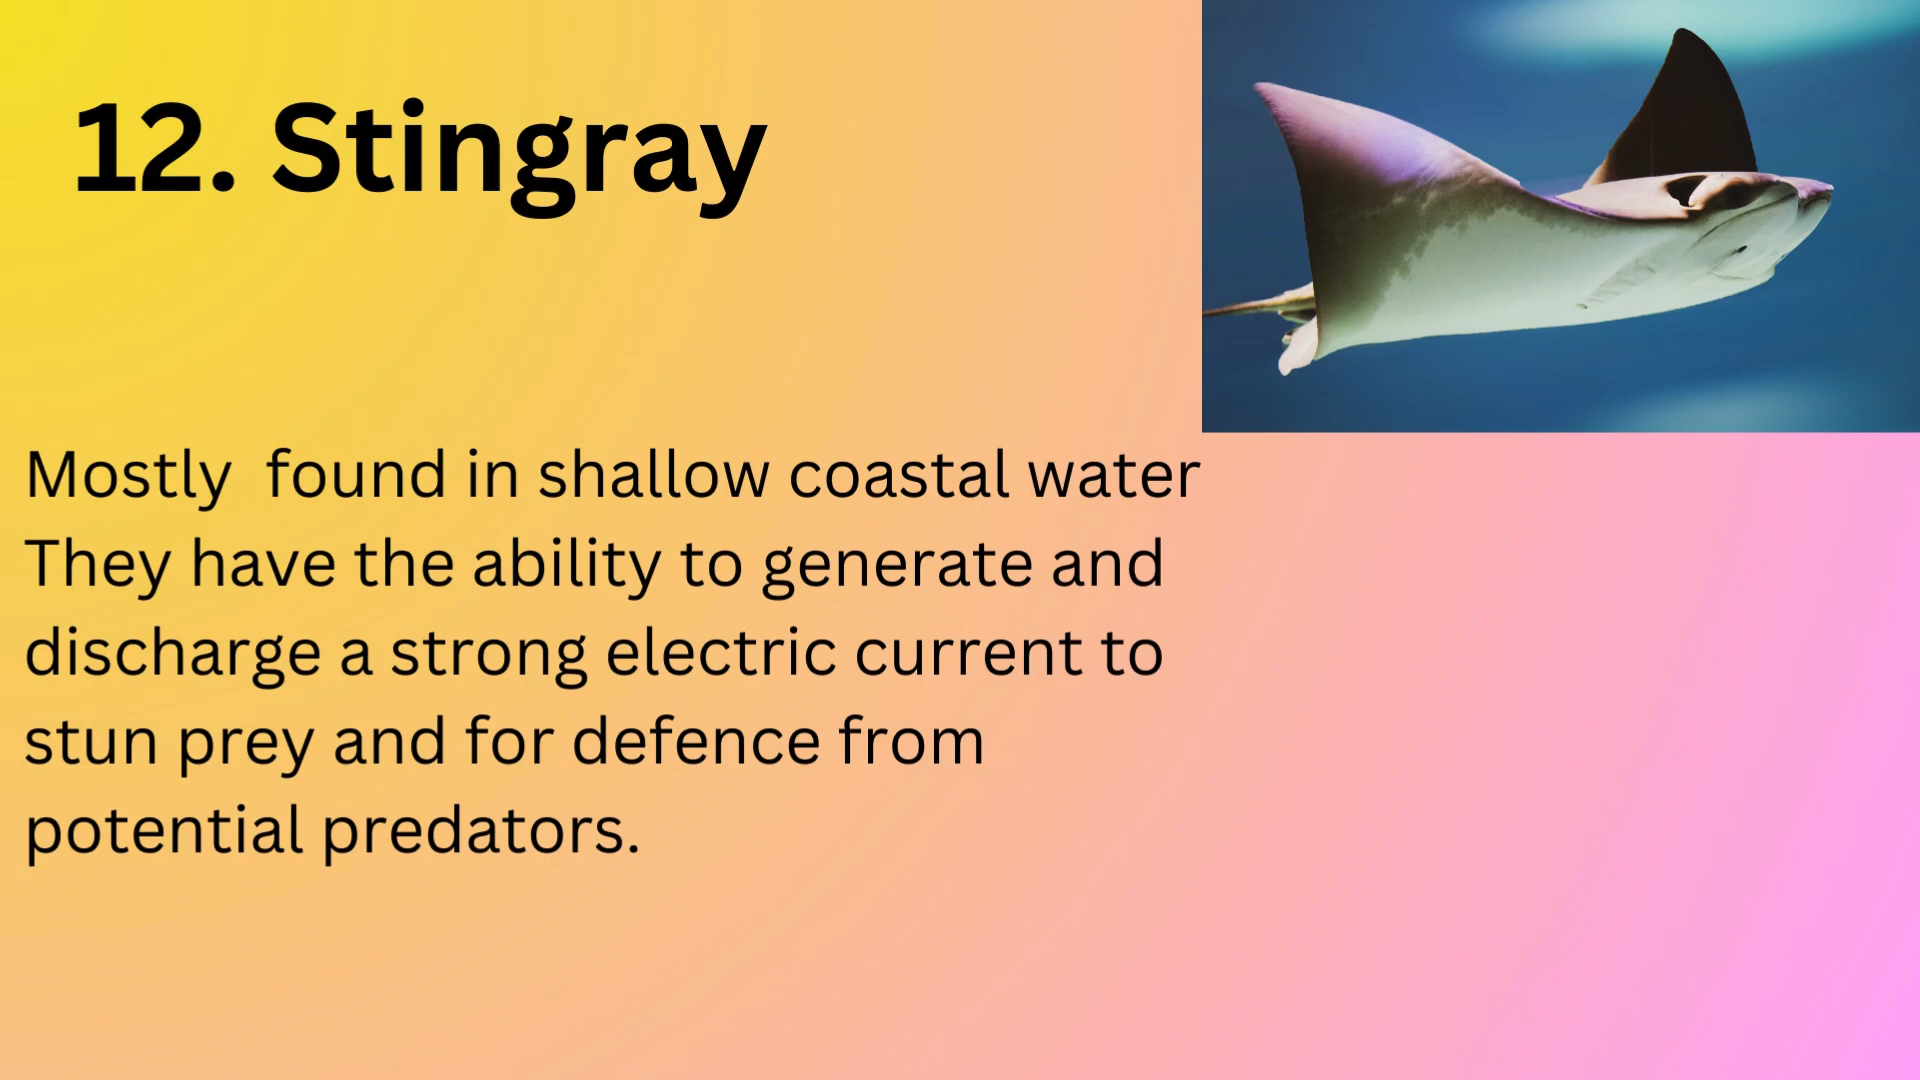 12. Stingray
Mostly  found in shallow coastal water
They have the ability to generate and
discharge a strong electric current to
stun prey and for defence from
potential predators.